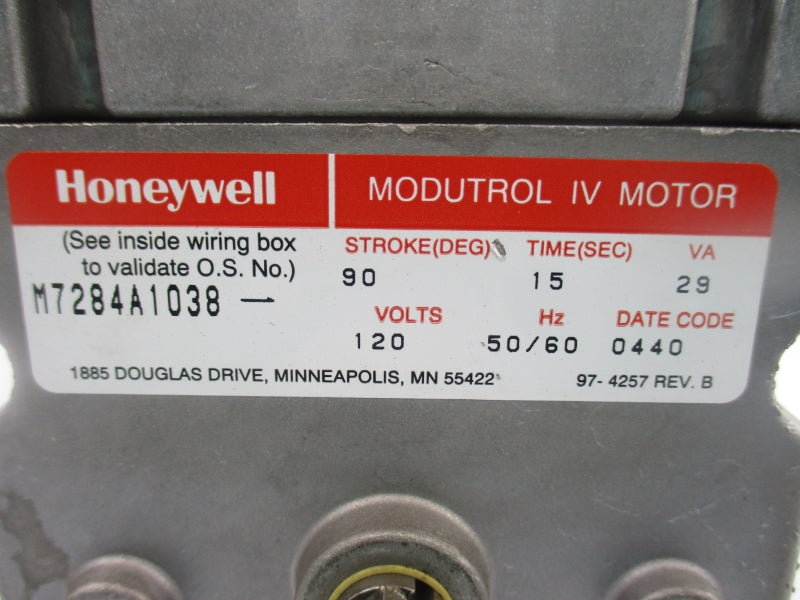 Honeywell MODUTROL IV MOTOR
(See inside wiring box
to validate O.S. No.)
M7284A1038 —
STROKE(DEG) TIME(SEC) VA
90 15 29
VOLTS Hz DATE CODE
120 50/60 0440
1885 DOUGLAS DRIVE, MINNEAPOLIS, MN 55422 97- 4257 REV. B